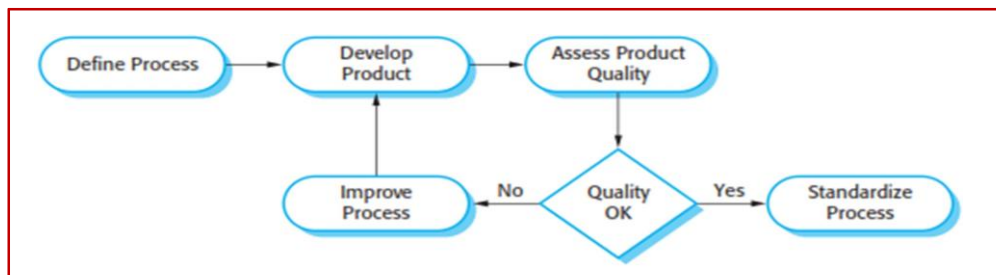 Define Process
Develop
Product
Assess Product
Quality
Improve
Process
No
Quality
OK
Yes
Standardize
Process